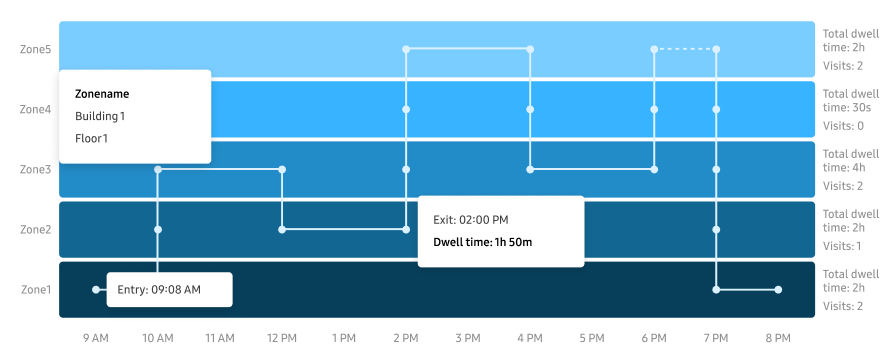 Zone5
Total dwell
time: 2h
Visits: 2
Zonename
Building 1
Floor1
Zone4
Total dwell
time: 30s
Visits: 0
Zone3
Total dwell
time: 4h
Visits: 2
Zone2
Exit: 02:00 PM
Dwell time: 1h 50m
Total dwell
time: 2h
Visits: 1
Zone1
Entry: 09:08 AM
Total dwell
time: 2h
Visits: 2
9 AM 10 AM 11 AM 12 PM 1 PM 2 PM 3 PM 4 PM 5 PM 6 PM 7 PM 8 PM